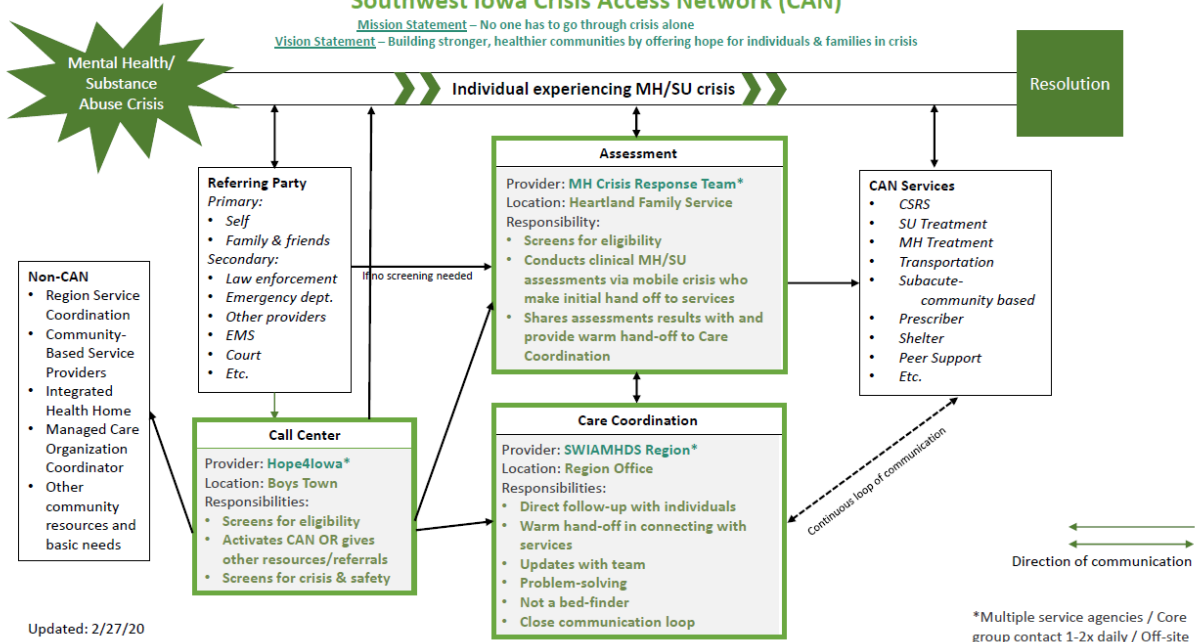 Southwest Iowa Crisis Access Network (CAN)
Mission Statement – No one has to go through crisis alone
Vision Statement – Building stronger, healthier communities by offering hope for individuals & families in crisis
Mental Health/
Substance
Abuse Crisis
Individual experiencing MH/SU crisis
Resolution
Referring Party
Primary:
• Self
• Family & friends
Secondary:
• Law enforcement
• Emergency dept.
• Other providers
• EMS
• Court
• Etc.
If no screening needed
Assessment
Provider: MH Crisis Response Team*
Location: Heartland Family Service
Responsibility:
• Screens for eligibility
• Conducts clinical MH/SU
assessments via mobile crisis who
make initial hand off to services
• Shares assessments results with and
provide warm hand-off to Care
Coordination
CAN Services
• CSRS
• SU Treatment
• MH Treatment
• Transportation
• Subacute-
community based
• Prescriber
• Shelter
• Peer Support
• Etc.
Non-CAN
• Region Service
Coordination
• Community-
Based Service
Providers
• Integrated
Health Home
• Managed Care
Organization
Coordinator
• Other
community
resources and
basic needs
Call Center
Provider: Hope4Iowa*
Location: Boys Town
Responsibilities:
• Screens for eligibility
• Activates CAN OR gives
other resources/referrals
• Screens for crisis & safety
Care Coordination
Provider: SWIAMHDS Region*
Location: Region Office
Responsibilities:
• Direct follow-up with individuals
• Warm hand-off in connecting with
services
• Updates with team
• Problem-solving
• Not a bed-finder
• Close communication loop
Continuous loop of communication
Direction of communication
*Multiple service agencies / Core
group contact 1-2x daily / Off-site
Updated: 2/27/20